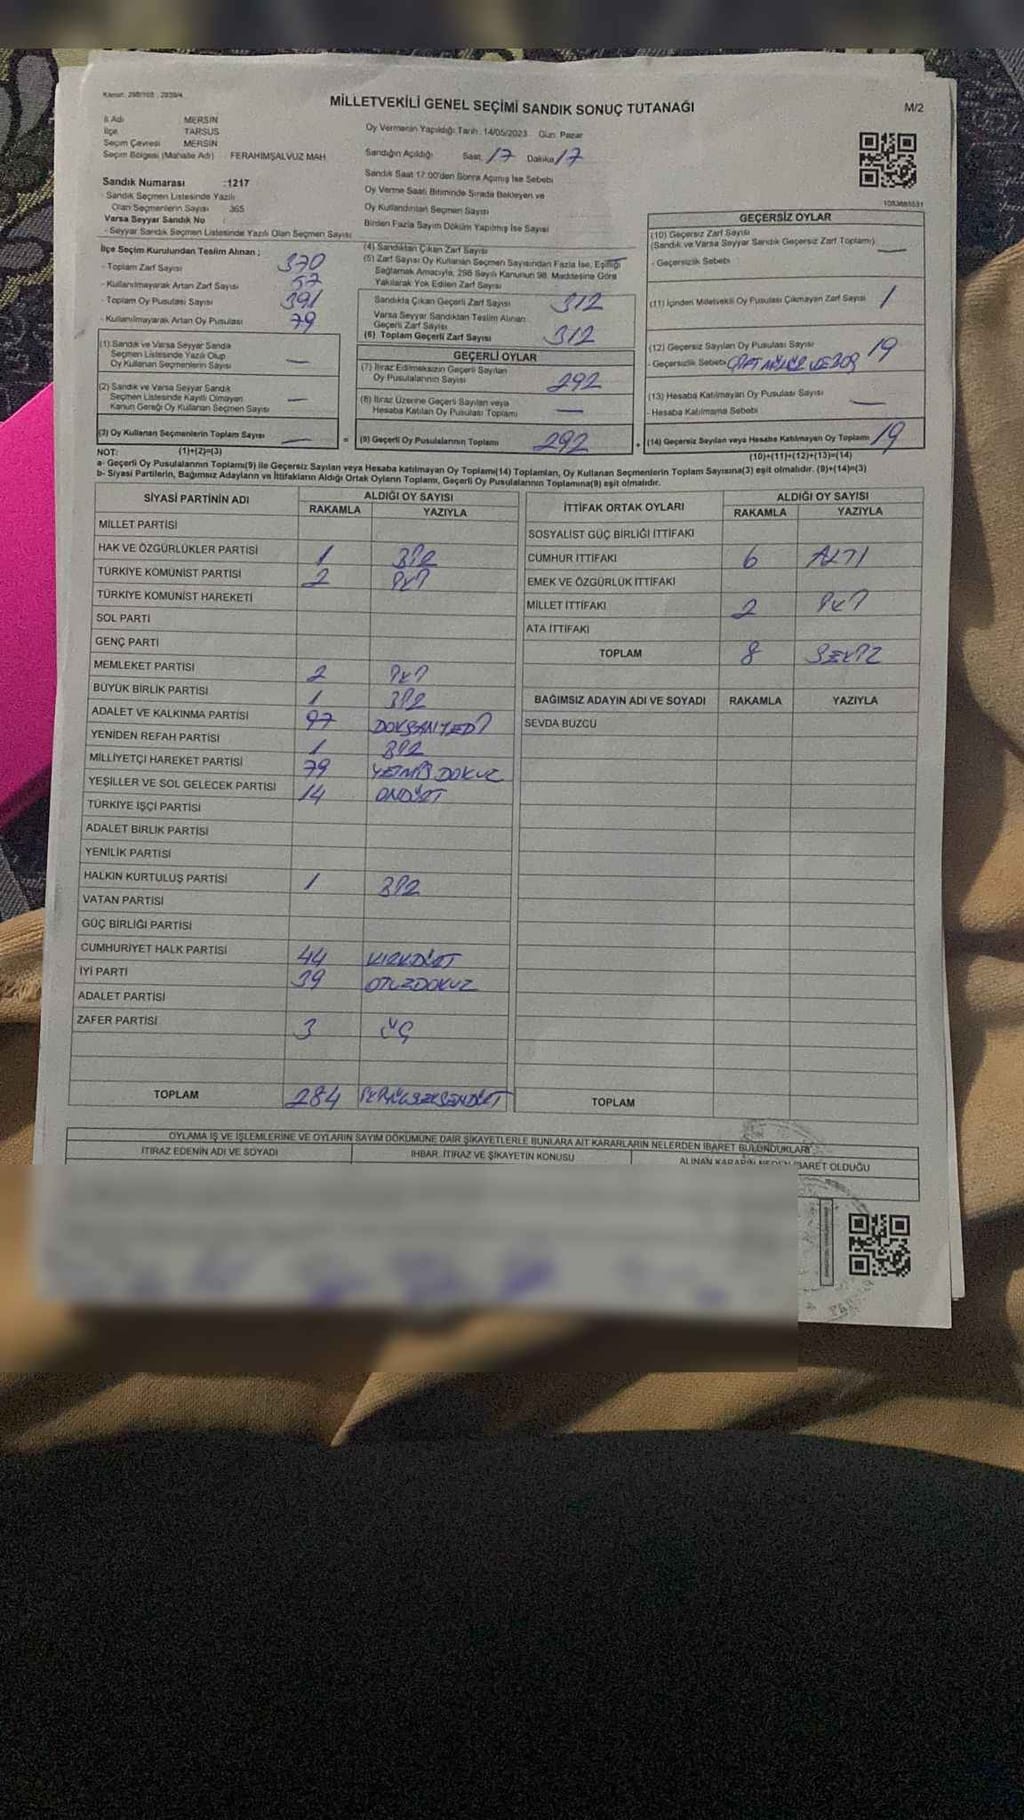 Kanun: 298/105 - 2839/4
MİLLETVEKİLİ GENEL SEÇİMİ SANDIK SONUÇ TUTANAĞI
M/2
İl Adı MERSİN
İlçe TARSUS
Seçim Çevresi MERSİN
Seçim Bölgesi (Mahalle Adı) FERAHİMŞALVUZ MAH.
Oy Vermenin Yapıldığı Tarih: 14/05/2023 Gün: Pazar
Sandığın Açıldığı Saat 17 Dakika 17
Sandık Saat 17:00'den Sonra Açılmış İse Sebebi
Oy Verme Saati Bitiminde Sırada Bekleyen ve
Oy Kullandırılan Seçmen Sayısı
Birden Fazla Sayım Döküm Yapılmış İse Sayısı
1083685531
Sandık Numarası :1217
- Sandık Seçmen Listesinde Yazılı
Olan Seçmenlerin Sayısı : 365
Varsa Seyyar Sandık No :
- Seyyar Sandık Seçmen Listesinde Yazılı Olan Seçmen Sayısı
İlçe Seçim Kurulundan Teslim Alınan ;
- Toplam Zarf Sayısı 370
- Kullanılmayarak Artan Zarf Sayısı 57
- Toplam Oy Pusulası Sayısı 391
- Kullanılmayarak Artan Oy Pusulası 79
(1) Sandık ve Varsa Seyyar Sandık
Seçmen Listesinde Yazılı Olup
Oy Kullanan Seçmenlerin Sayısı —
(2) Sandık ve Varsa Seyyar Sandık
Seçmen Listesinde Kayıtlı Olmayan
Kanun Gereği Oy Kullanan Seçmen Sayısı —
(3) Oy Kullanan Seçmenlerin Toplam Sayısı —
(1)+(2)=(3)
(4) Sandıktan Çıkan Zarf Sayısı
(5) Zarf Sayısı Oy Kullanan Seçmen Sayısından Fazla İse, Eşitliği
Sağlamak Amacıyla, 298 Sayılı Kanunun 98. Maddesine Göre
Yakılarak Yok Edilen Zarf Sayısı
Sandıkta Çıkan Geçerli Zarf Sayısı 312
Varsa Seyyar Sandıktan Teslim Alınan
Geçerli Zarf Sayısı
(6) Toplam Geçerli Zarf Sayısı 312
GEÇERLİ OYLAR
(7) İtiraz Edilmeksizin Geçerli Sayılan
Oy Pusulalarının Sayısı 292
(8) İtiraz Üzerine Geçerli Sayılan veya
Hesaba Katılan Oy Pusulası Toplamı —
= (9) Geçerli Oy Pusulalarının Toplamı 292
GEÇERSİZ OYLAR
(10) Geçersiz Zarf Sayısı
(Sandık ve Varsa Seyyar Sandık Geçersiz Zarf Toplamı) —
- Geçersizlik Sebebi
(11) İçinden Milletvekili Oy Pusulası Çıkmayan Zarf Sayısı 1
(12) Geçersiz Sayılan Oy Pusulası Sayısı 19
- Geçersizlik Sebebi
(13) Hesaba Katılmayan Oy Pusulası Sayısı —
- Hesaba Katılmama Sebebi
+ (14) Geçersiz Sayılan veya Hesaba Katılmayan Oy Toplamı 19
(10)+(11)+(12)+(13)=(14)
NOT:
a- Geçerli Oy Pusulalarının Toplamı(9) ile Geçersiz Sayılan veya Hesaba katılmayan Oy Toplamı(14) Toplamları, Oy Kullanan Seçmenlerin Toplam Sayısına(3) eşit olmalıdır. (9)+(14)=(3)
b- Siyasi Partilerin, Bağımsız Adayların ve İttifakların Aldığı Ortak Oyların Toplamı, Geçerli Oy Pusulalarının Toplamına(9) eşit olmalıdır.
SİYASİ PARTİNİN ADI ALDIĞI OY SAYISI
RAKAMLA YAZIYLA
MİLLET PARTİSİ
HAK VE ÖZGÜRLÜKLER PARTİSİ 1 BİR
TÜRKİYE KOMÜNİST PARTİSİ 2 İKİ
TÜRKİYE KOMÜNİST HAREKETİ
SOL PARTİ
GENÇ PARTİ
MEMLEKET PARTİSİ 2 İKİ
BÜYÜK BİRLİK PARTİSİ 1 BİR
ADALET VE KALKINMA PARTİSİ 97 DOKSANYEDİ
YENİDEN REFAH PARTİSİ 1 BİR
MİLLİYETÇİ HAREKET PARTİSİ 79 YETMİŞ DOKUZ
YEŞİLLER VE SOL GELECEK PARTİSİ 14 ONDÖRT
TÜRKİYE İŞÇİ PARTİSİ
ADALET BİRLİK PARTİSİ
YENİLİK PARTİSİ
HALKIN KURTULUŞ PARTİSİ 1 BİR
VATAN PARTİSİ
GÜÇ BİRLİĞİ PARTİSİ
CUMHURİYET HALK PARTİSİ 44 KIRKDÖRT
İYİ PARTİ 39 OTUZDOKUZ
ADALET PARTİSİ
ZAFER PARTİSİ 3 ÜÇ
TOPLAM 284 İKİYÜZSEKSENDÖRT
İTTİFAK ORTAK OYLARI ALDIĞI OY SAYISI
RAKAMLA YAZIYLA
SOSYALİST GÜÇ BİRLİĞİ İTTİFAKI
CUMHUR İTTİFAKI 6 ALTI
EMEK VE ÖZGÜRLÜK İTTİFAKI
MİLLET İTTİFAKI 2 İKİ
ATA İTTİFAKI
TOPLAM 8 SEKİZ
BAĞIMSIZ ADAYIN ADI VE SOYADI RAKAMLA YAZIYLA
SEVDA BUZCU
TOPLAM
OYLAMA İŞ VE İŞLEMLERİNE VE OYLARIN SAYIM DÖKÜMÜNE DAİR ŞİKAYETLERLE BUNLARA AİT KARARLARIN NELERDEN İBARET BULUNDUKLARI
İTİRAZ EDENİN ADI VE SOYADI İHBAR, İTİRAZ VE ŞİKAYETİN KONUSU ALINAN KARARIN NEDEN İBARET OLDUĞU